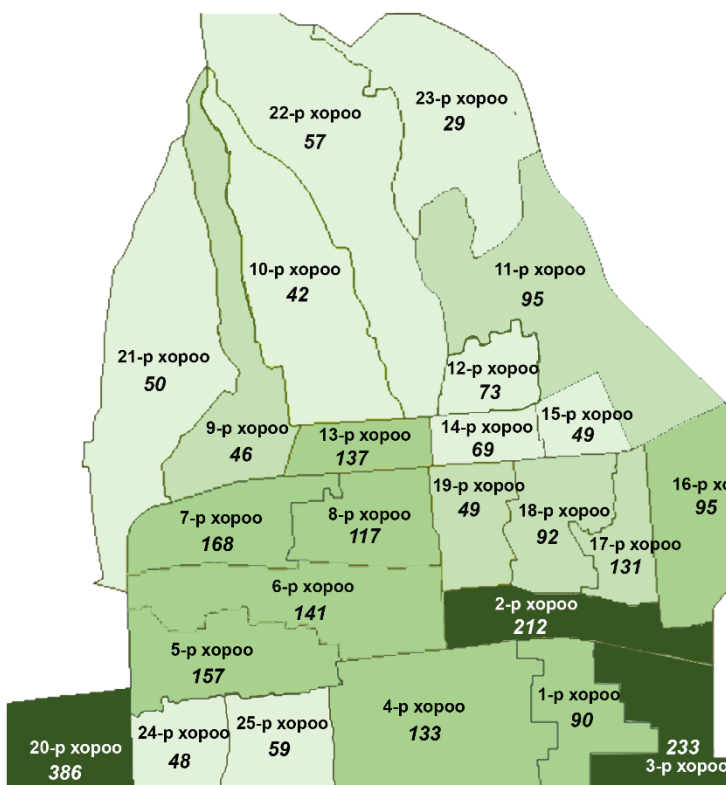 23-р хороо
29
22-р хороо
57
10-р хороо
42
11-р хороо
95
21-р хороо
50
12-р хороо
73
15-р хороо
49
9-р хороо
46
13-р хороо
137
14-р хороо
69
16-р хо
95
19-р хороо
49
18-р хороо
92
7-р хороо
168
8-р хороо
117
17-р хороо
131
6-р хороо
141
2-р хороо
212
5-р хороо
157
1-р хороо
90
4-р хороо
133
25-р хороо
59
24-р хороо
48
20-р хороо
386
233
3-р хороо